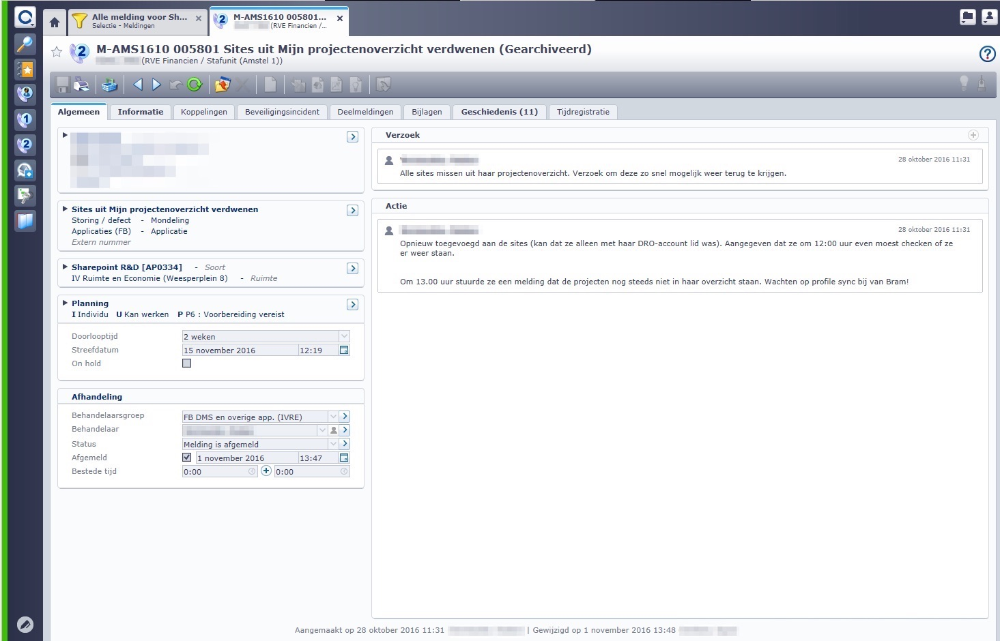 Alle melding voor Sh...
Selectie - Meldingen
2
M-AMS1610 005801...
(RVE Financien /...
2
M-AMS1610 005801 Sites uit Mijn projectenoverzicht verdwenen (Gearchiveerd)
(RVE Financien / Stafunit (Amstel 1))
?
1
2
Algemeen
Informatie
Koppelingen
Beveiligingsincident
Deelmeldingen
Bijlagen
Geschiedenis (11)
Tijdregistratie
Sites uit Mijn projectenoverzicht verdwenen
Storing / defect - Mondeling
Applicaties (FB) - Applicatie
Extern nummer
Sharepoint R&D [AP0334] - Soort
IV Ruimte en Economie (Weesperplein 8) - Ruimte
Planning
I Individu U Kan werken P P6 : Voorbereiding vereist
Doorlooptijd 2 weken
Streefdatum 15 november 2016 12:19
On hold
Afhandeling
Behandelaarsgroep FB DMS en overige app. (IVRE)
Behandelaar
Status Melding is afgemeld
Afgemeld 1 november 2016 13:47
Bestede tijd 0:00 0:00
Verzoek
28 oktober 2016 11:31
Alle sites missen uit haar projectenoverzicht. Verzoek om deze zo snel mogelijk weer terug te krijgen.
Actie
28 oktober 2016 11:31
Opnieuw toegevoegd aan de sites (kan dat ze alleen met haar DRO-account lid was). Aangegeven dat ze om 12:00 uur even moest checken of ze
er weer staan.
Om 13.00 uur stuurde ze een melding dat de projecten nog steeds niet in haar overzicht staan. Wachten op profile sync bij van Bram!
Aangemaakt op 28 oktober 2016 11:31 | Gewijzigd op 1 november 2016 13:48